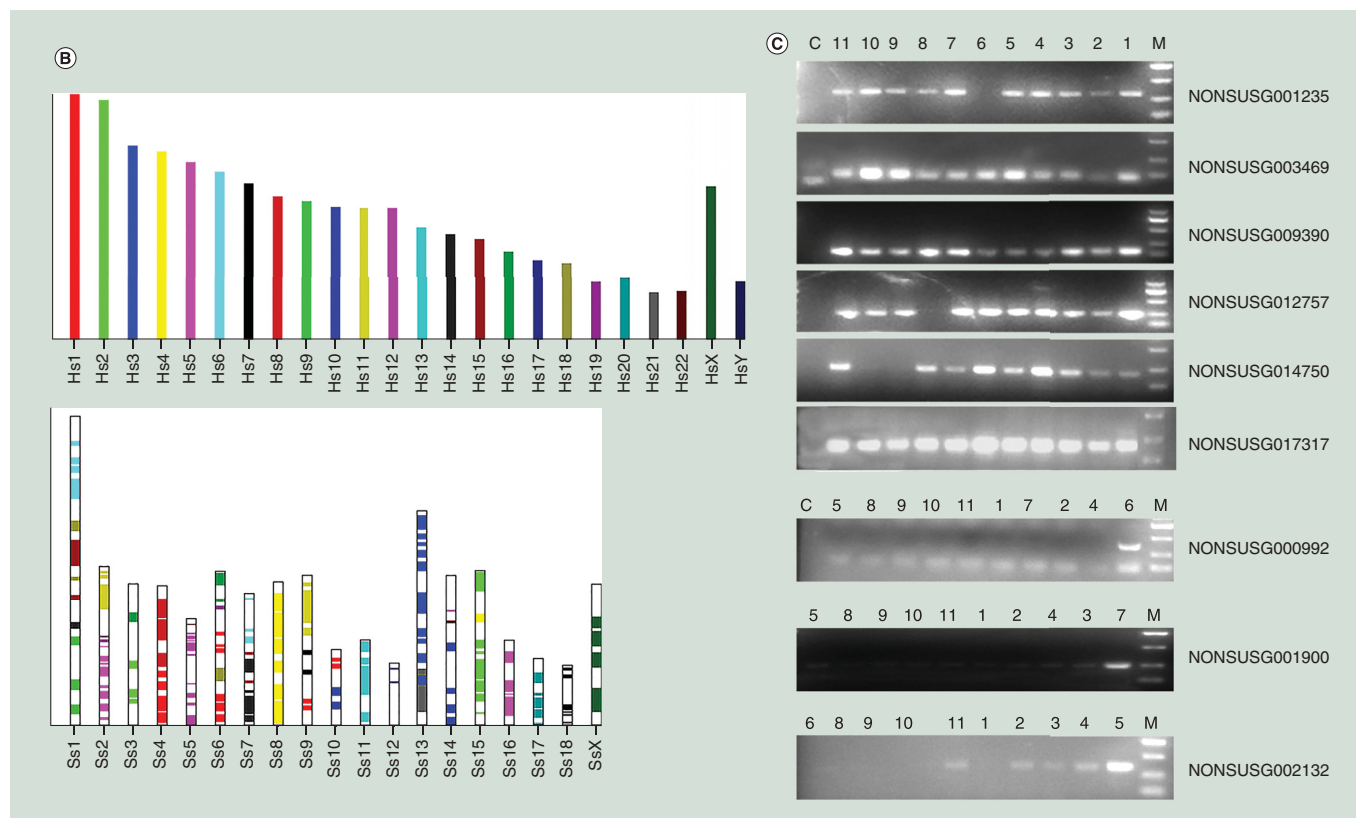 B
Hs1 Hs2 Hs3 Hs4 Hs5 Hs6 Hs7 Hs8 Hs9 Hs10 Hs11 Hs12 Hs13 Hs14 Hs15 Hs16 Hs17 Hs18 Hs19 Hs20 Hs21 Hs22 HsX HsY
Ss1 Ss2 Ss3 Ss4 Ss5 Ss6 Ss7 Ss8 Ss9 Ss10 Ss11 Ss12 Ss13 Ss14 Ss15 Ss16 Ss17 Ss18 SsX
C
C 11 10 9 8 7 6 5 4 3 2 1 M
NONSUSG001235
NONSUSG003469
NONSUSG009390
NONSUSG012757
NONSUSG014750
NONSUSG017317
C 5 8 9 10 11 1 7 2 4 6 M
NONSUSG000992
5 8 9 10 11 1 2 4 3 7 M
NONSUSG001900
6 8 9 10 11 1 2 3 4 5 M
NONSUSG002132